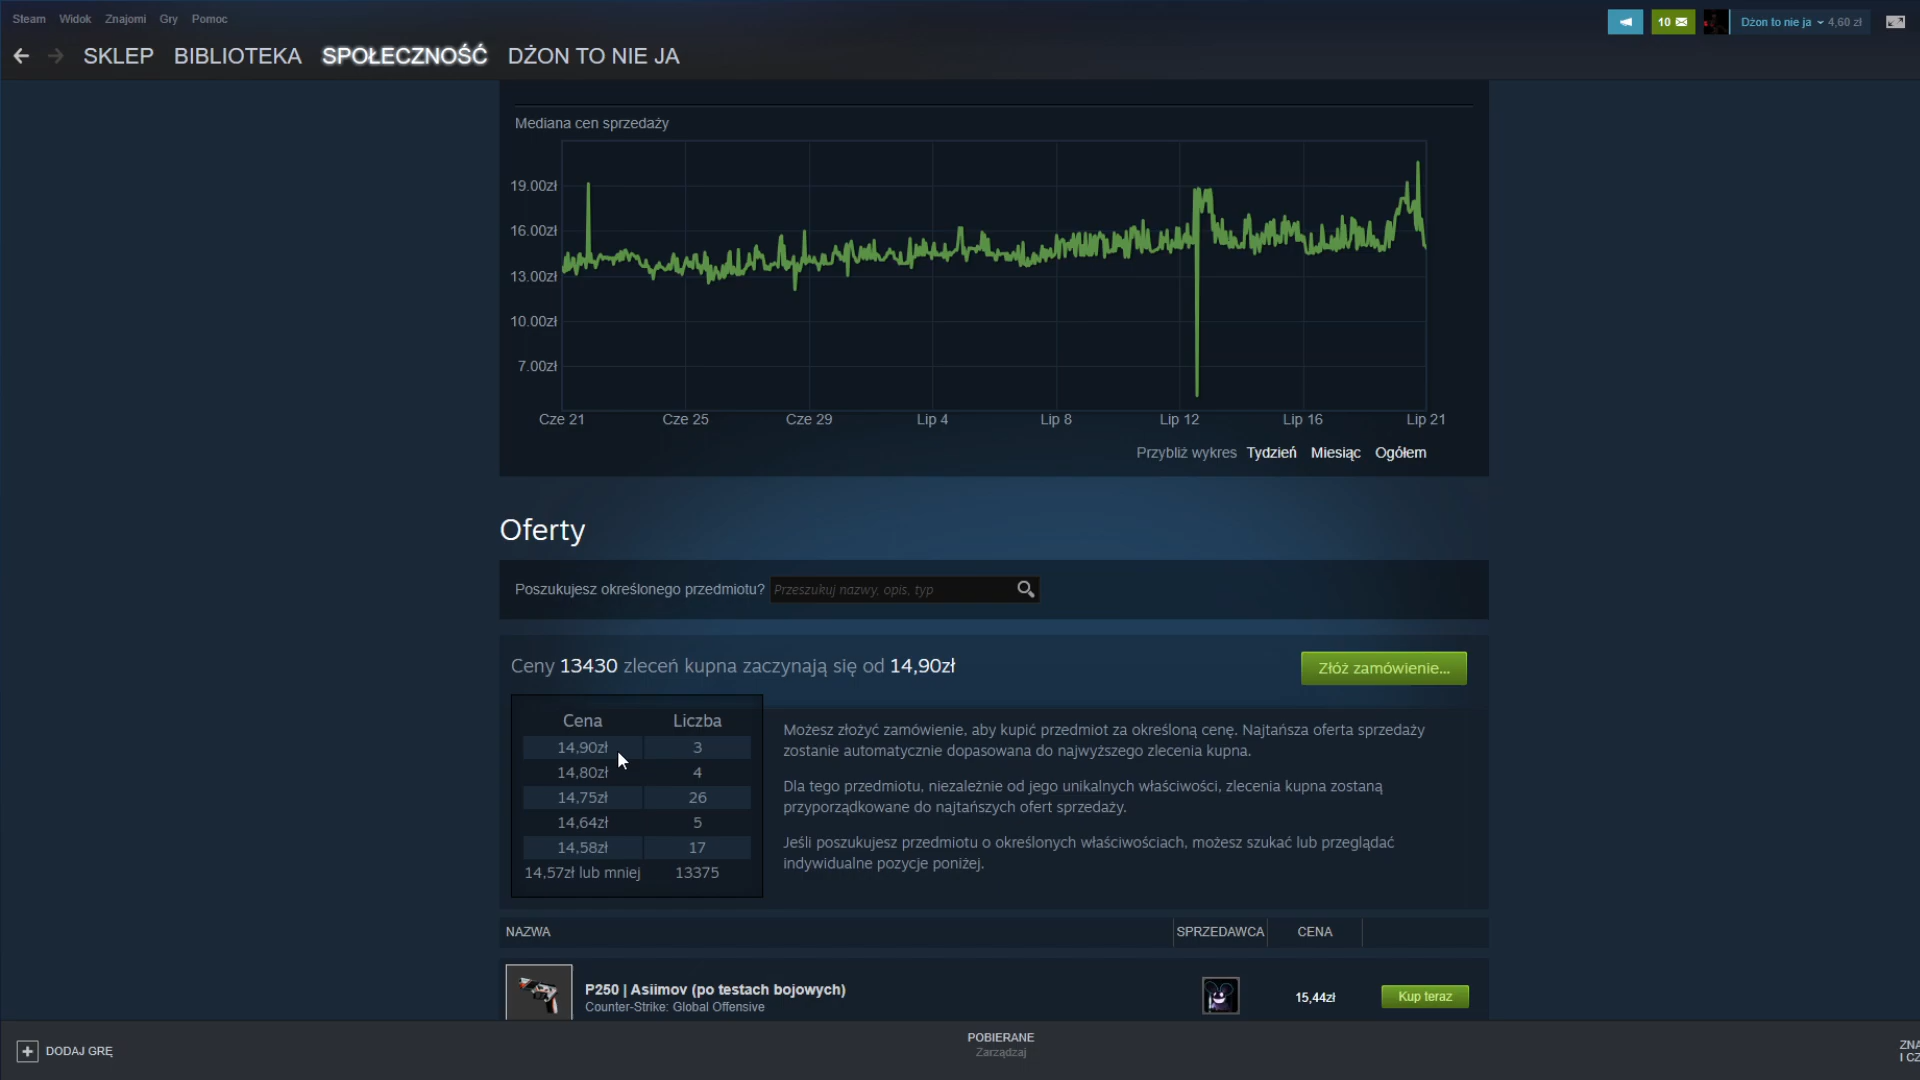 Steam Widok Znajomi Gry Pomoc
10 Dżon to nie ja 4,60 zł
SKLEP BIBLIOTEKA SPOŁECZNOŚĆ DŻON TO NIE JA
Mediana cen sprzedaży
19.00zł
16.00zł
13.00zł
10.00zł
7.00zł
Cze 21 Cze 25 Cze 29 Lip 4 Lip 8 Lip 12 Lip 16 Lip 21
Przybliż wykres Tydzień Miesiąc Ogółem
Oferty
Poszukujesz określonego przedmiotu? Przeszukuj nazwy, opis, typ
Ceny 13430 zleceń kupna zaczynają się od 14,90zł
Złóż zamówienie...
Cena Liczba
14,90zł 3
14,80zł 4
14,75zł 26
14,64zł 5
14,58zł 17
14,57zł lub mniej 13375
Możesz złożyć zamówienie, aby kupić przedmiot za określoną cenę. Najtańsza oferta sprzedaży
zostanie automatycznie dopasowana do najwyższego zlecenia kupna.
Dla tego przedmiotu, niezależnie od jego unikalnych właściwości, zlecenia kupna zostaną
przyporządkowane do najtańszych ofert sprzedaży.
Jeśli poszukujesz przedmiotu o określonych właściwościach, możesz szukać lub przeglądać
indywidualne pozycje poniżej.
NAZWA SPRZEDAWCA CENA
P250 | Asiimov (po testach bojowych)
Counter-Strike: Global Offensive
15,44zł Kup teraz
DODAJ GRĘ
POBIERANE
Zarządzaj
ZNA
I CZ